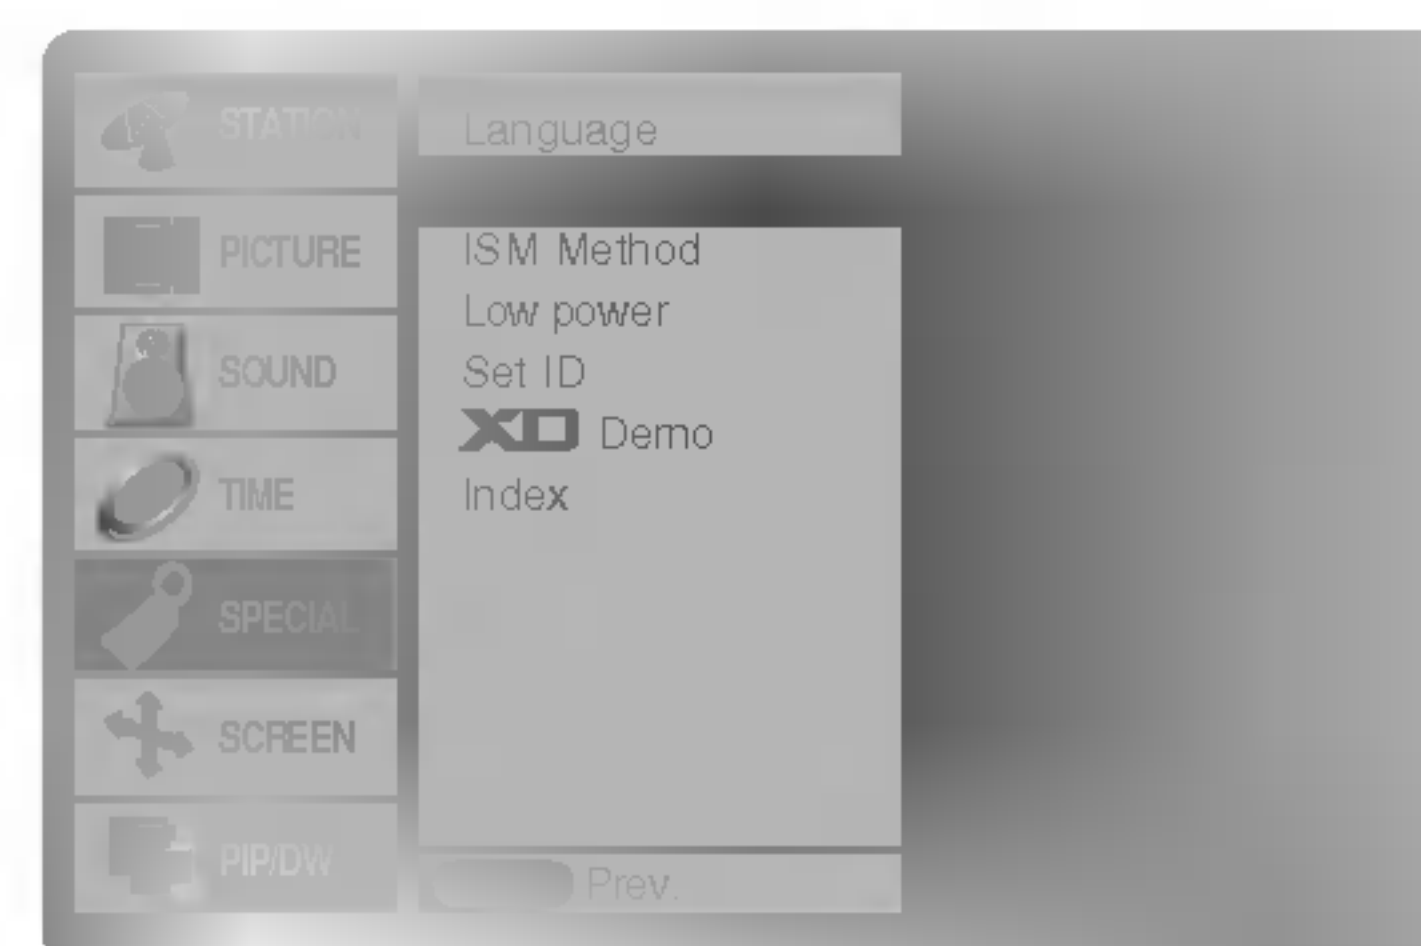 STATION
PICTURE
SOUND
TIME
SPECIAL
SCREEN
PIP/DW
Language
ISM Method
Low power
Set ID
XD Demo
Index
Prev.